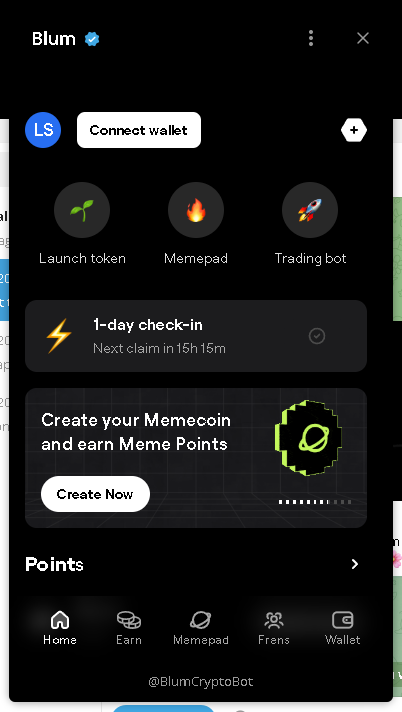 Blum
LS
Connect wallet
Launch token
Memepad
Trading bot
1-day check-in
Next claim in 15h 15m
Create your Memecoin
and earn Meme Points
Create Now
Points
Home
Earn
Memepad
Frens
Wallet
@BlumCryptoBot